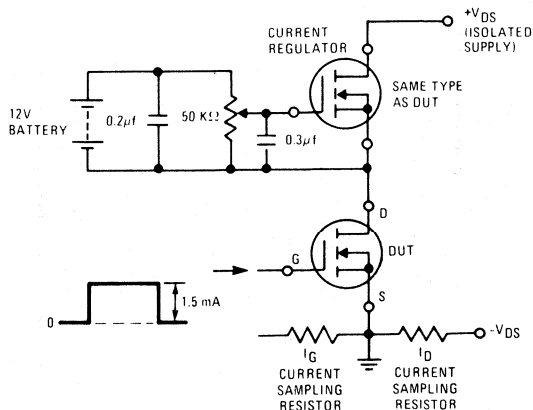 +VDS
(ISOLATED
SUPPLY)
CURRENT
REGULATOR
SAME TYPE
AS DUT
12V
BATTERY
0.2μf
50 KΩ
0.3μf
D
DUT
G
S
1.5 mA
0
-VDS
IG
CURRENT
SAMPLING
RESISTOR
ID
CURRENT
SAMPLING
RESISTOR